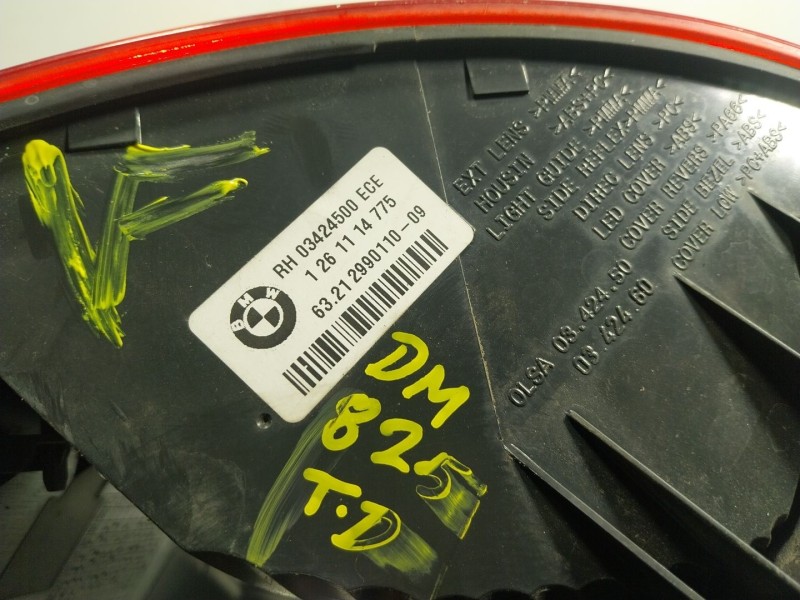 VF
RH 03424500 ECE
1 26 11 14 775
63.21 2990110-09
BMW
EXT LENS >PMMA<
HOUSIN >ABS+PC<
LIGHT GUIDE >PMMA<
SIDE REFLEX >PMMA<
DIREC LENS >PC<
LED COVER >ABS<
COVER REVERS >PA66<
SIDE BEZEL >ABS<
COVER LOW >PC+ABS<
OLSA 03.424.50
03.424.60
DM
825
T.D